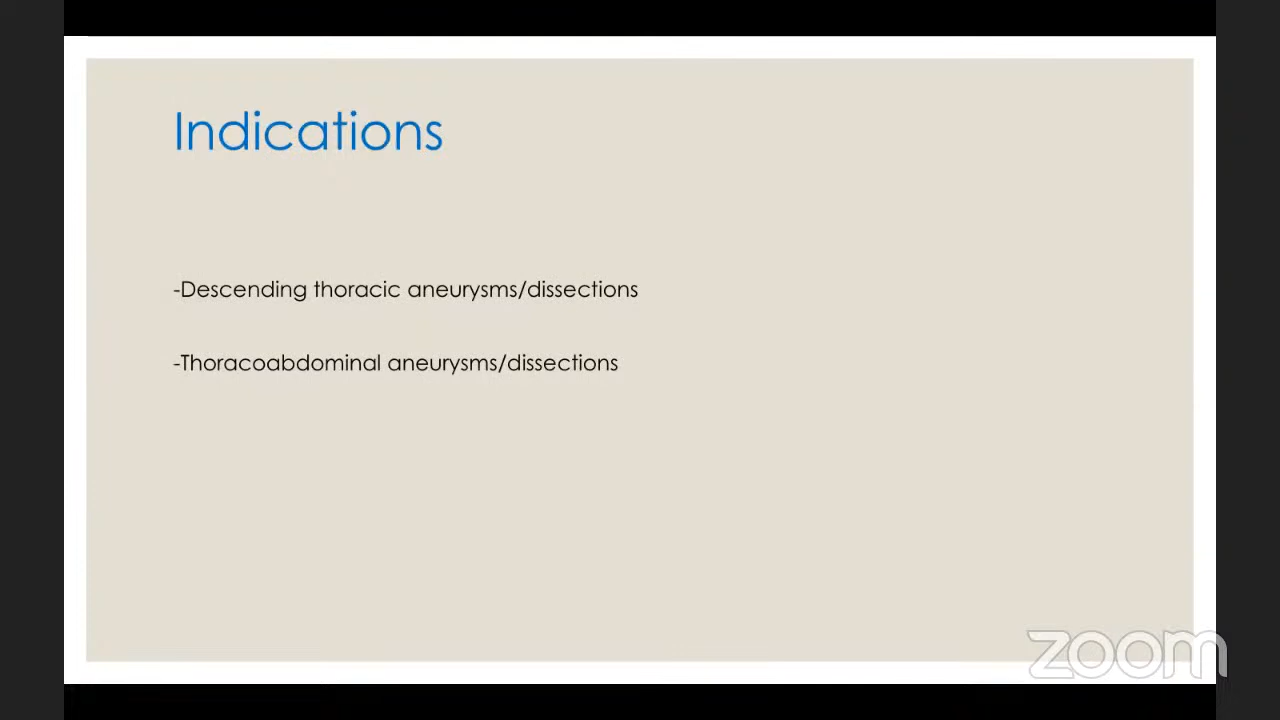 Indications
-Descending thoracic aneurysms/dissections
-Thoracoabdominal aneurysms/dissections
zoom